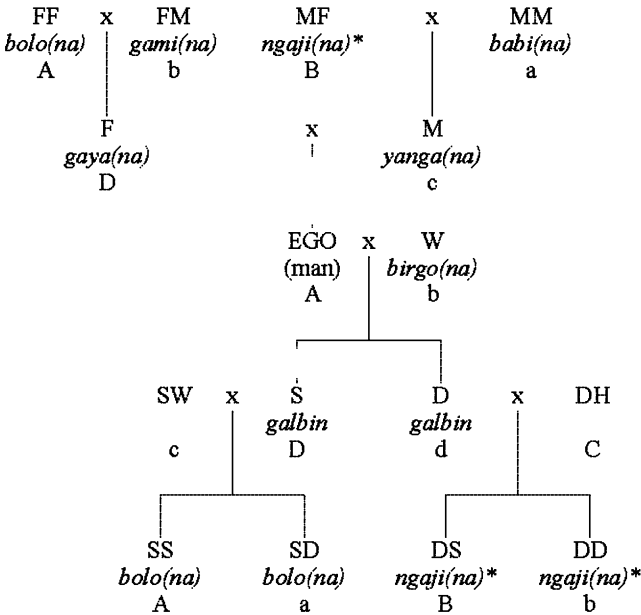 FF x FM MF x MM
bolo(na) gami(na) ngaji(na)* babi(na)
A b B a
F x M
gaya(na) yanga(na)
D c
EGO x W
(man) birgo(na)
A b
SW x S D x DH
galbin galbin
c D d C
SS SD DS DD
bolo(na) bolo(na) ngaji(na)* ngaji(na)*
A a B b